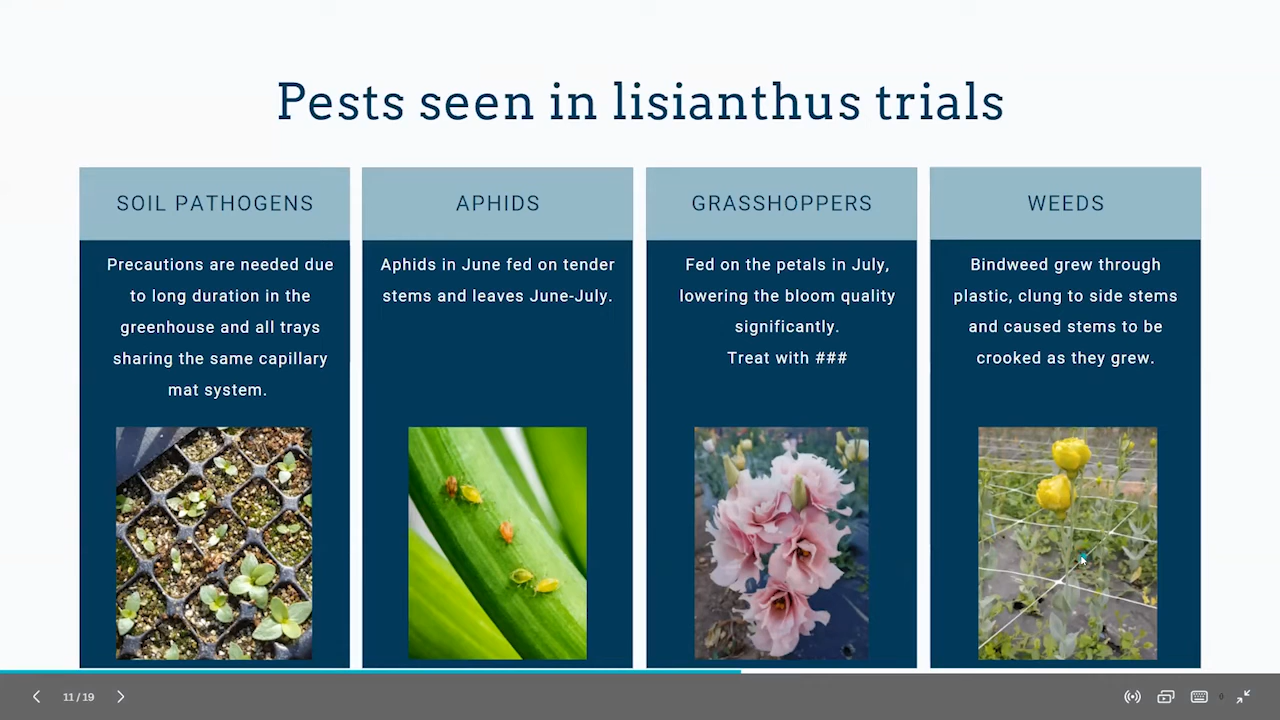 Pests seen in lisianthus trials
SOIL PATHOGENS
Precautions are needed due
to long duration in the
greenhouse and all trays
sharing the same capillary
mat system.
APHIDS
Aphids in June fed on tender
stems and leaves June-July.
GRASSHOPPERS
Fed on the petals in July,
lowering the bloom quality
significantly.
Treat with ###
WEEDS
Bindweed grew through
plastic, clung to side stems
and caused stems to be
crooked as they grew.
11 / 19
0